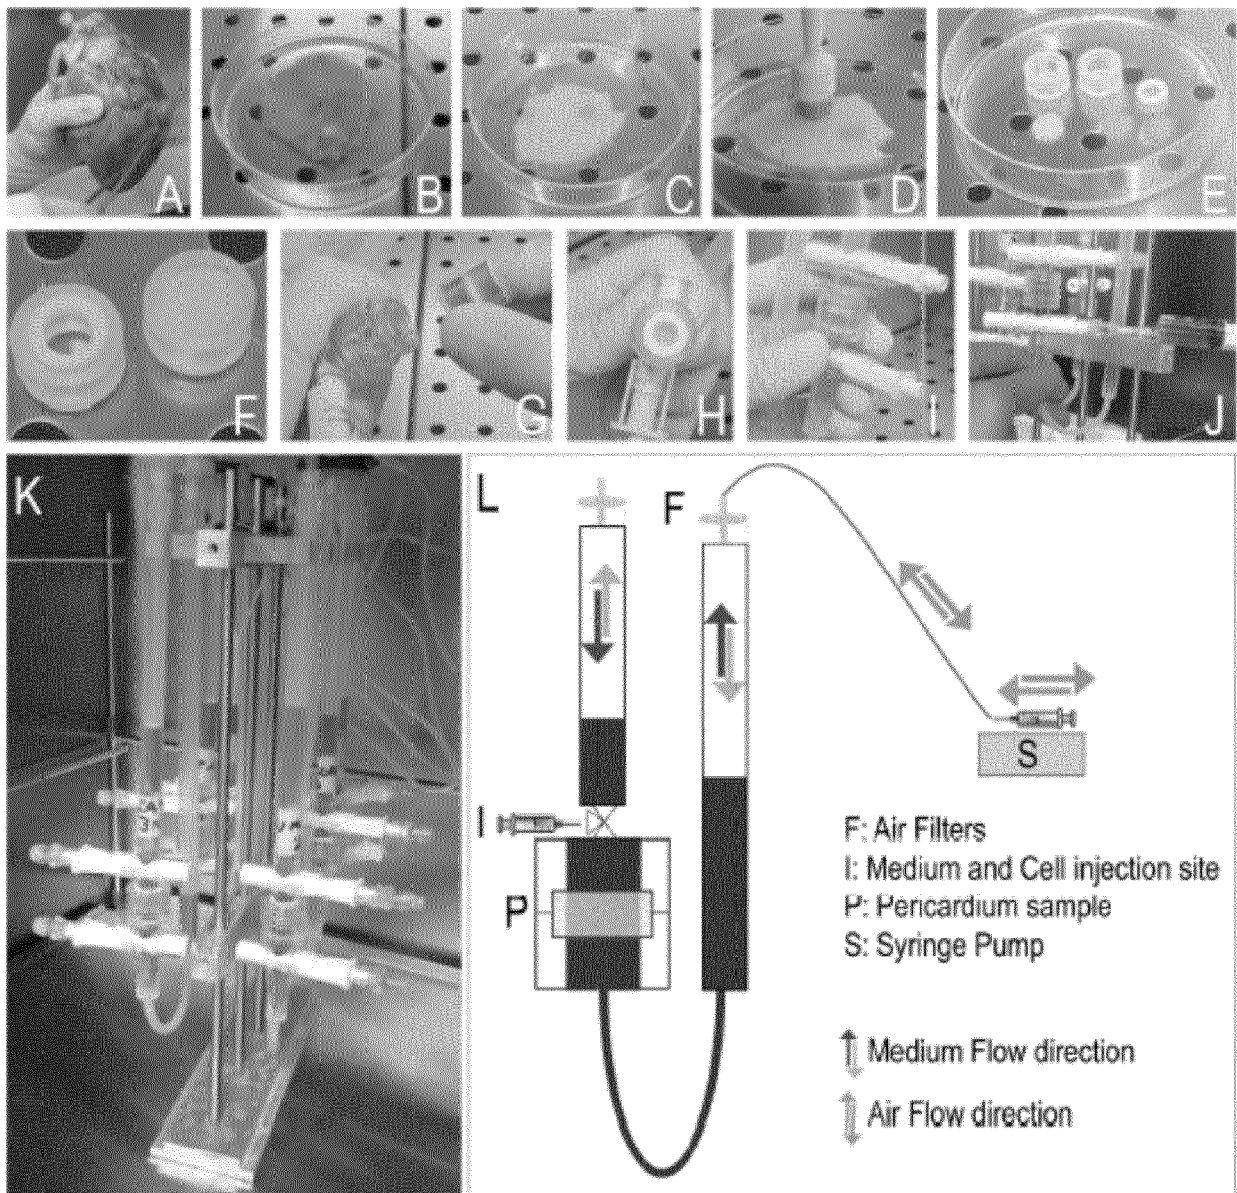 A
B
C
D
E
F
G
H
I
J
K
L
F
I
P
S
F: Air Filters
I: Medium and Cell injection site
P: Pericardium sample
S: Syringe Pump
Medium Flow direction
Air Flow direction